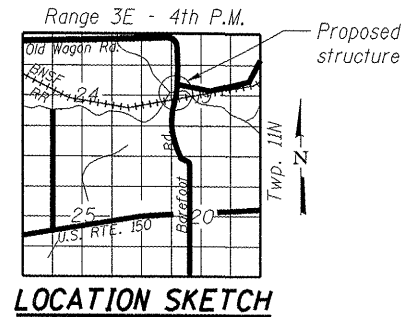 Range 3E - 4th P.M.
Proposed
structure
Old Wagon Rd.
BNSF
RR
24
Twp. 11N
N
Barefoot Rd
25
20
U.S. RTE. 150
LOCATION SKETCH